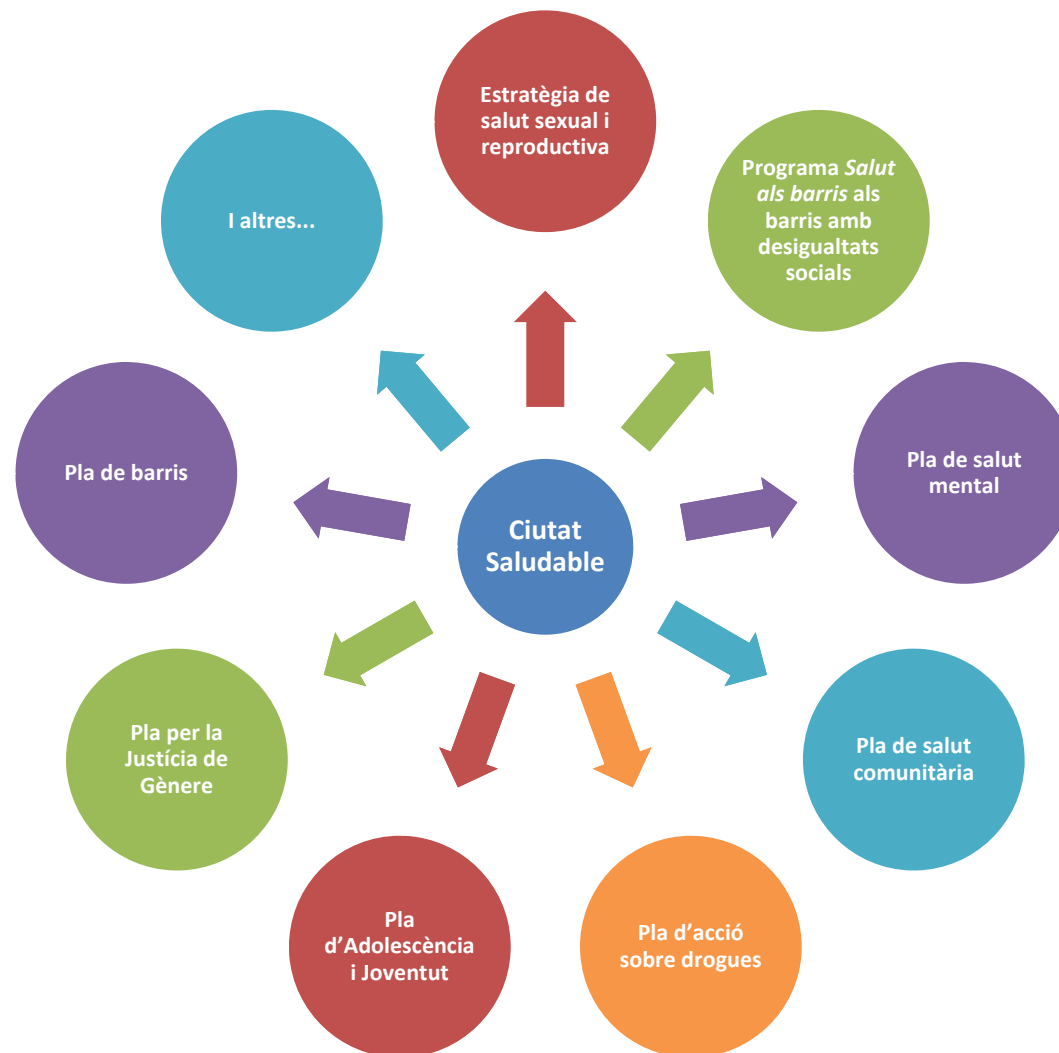 Estratègia de
salut sexual i
reproductiva
Programa Salut
als barris als
barris amb
desigualtats
socials
I altres...
Pla de barris
Pla de salut
mental
Ciutat
Saludable
Pla per la
Justícia de
Gènere
Pla de salut
comunitària
Pla
d’Adolescència
i Joventut
Pla d’acció
sobre drogues